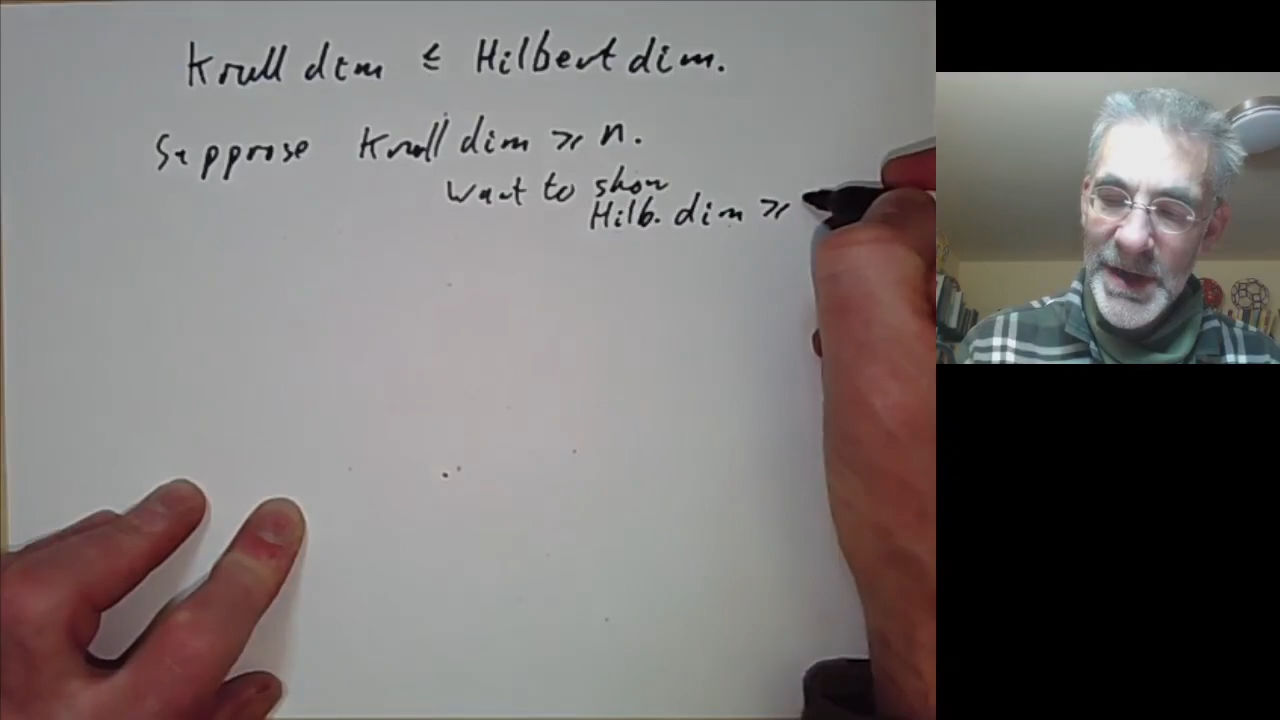 Krull dim ≤ Hilbert dim.
Suppose Krull dim ≥ n.
Want to show
Hilb. dim ≥